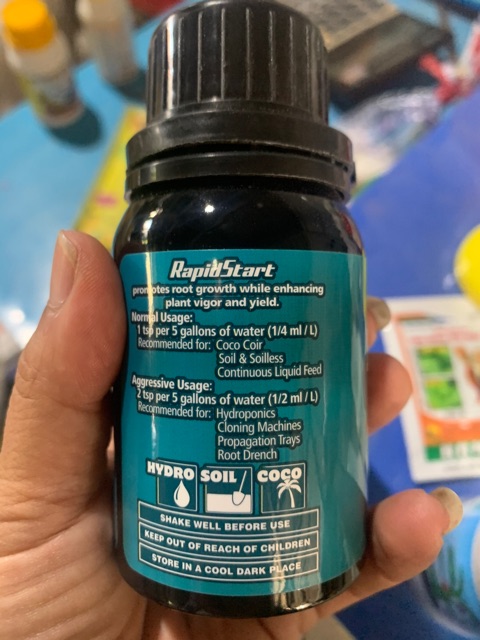 RapidStart
promotes root growth while enhancing
plant vigor and yield.
Normal Usage:
1 tsp per 5 gallons of water (1/4 ml / L)
Recommended for: Coco Coir
Soil & Soilless
Continuous Liquid Feed
Aggressive Usage:
2 tsp per 5 gallons of water (1/2 ml / L)
Recommended for: Hydroponics
Cloning Machines
Propagation Trays
Root Drench
HYDRO SOIL COCO
SHAKE WELL BEFORE USE
KEEP OUT OF REACH OF CHILDREN
STORE IN A COOL DARK PLACE